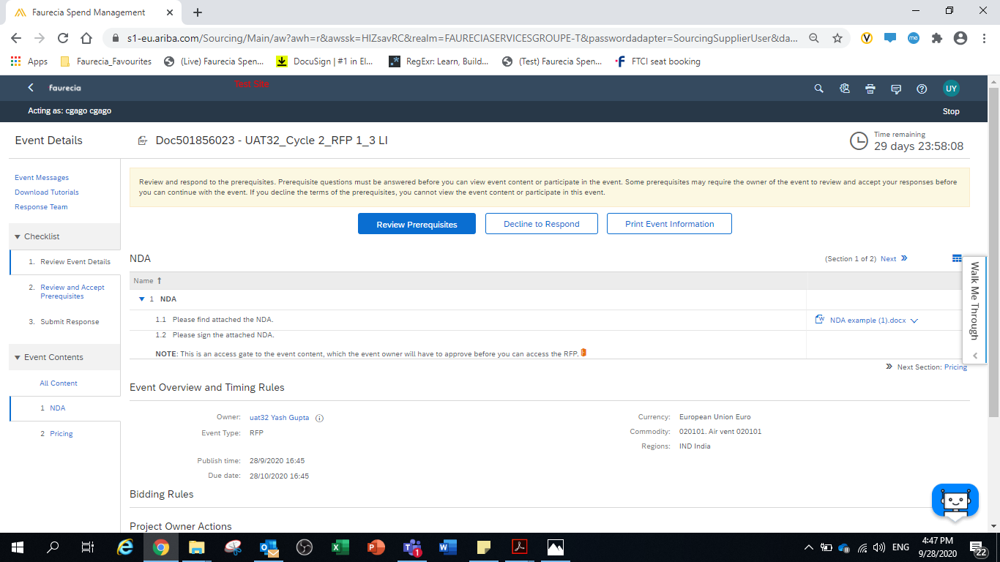 Faurecia Spend Management
s1-eu.ariba.com/Sourcing/Main/aw?awh=r&awssk=HIZsavRC&realm=FAURECIASERVICESGROUPE-T&passwordadapter=SourcingSupplierUser&da...
Apps Faurecia_Favourites (Live) Faurecia Spen... DocuSign | #1 in El... RegExr: Learn, Build... (Test) Faurecia Spen... FTCI seat booking
faurecia Test Site UY
Acting as: cgago cgago Stop
Event Details Doc501856023 - UAT32_Cycle 2_RFP 1_3 LI
Time remaining
29 days 23:58:08
Event Messages
Download Tutorials
Response Team
Review and respond to the prerequisites. Prerequisite questions must be answered before you can view event content or participate in the event. Some prerequisites may require the owner of the event to review and accept your responses before
you can continue with the event. If you decline the terms of the prerequisites, you cannot view the event content or participate in this event.
Review Prerequisites Decline to Respond Print Event Information
Checklist
1. Review Event Details
2. Review and Accept
Prerequisites
3. Submit Response
Event Contents
All Content
1 NDA
2 Pricing
NDA (Section 1 of 2) Next »
Name ↑
1 NDA
1.1 Please find attached the NDA. NDA example (1).docx
1.2 Please sign the attached NDA.
NOTE: This is an access gate to the event content, which the event owner will have to approve before you can access the RFP.
» Next Section: Pricing
Walk Me Through
Event Overview and Timing Rules
Owner: uat32 Yash Gupta
Event Type: RFP
Publish time: 28/9/2020 16:45
Due date: 28/10/2020 16:45
Currency: European Union Euro
Commodity: 020101. Air vent 020101
Regions: IND India
Bidding Rules
Project Owner Actions
ENG
4:47 PM
9/28/2020
22
1